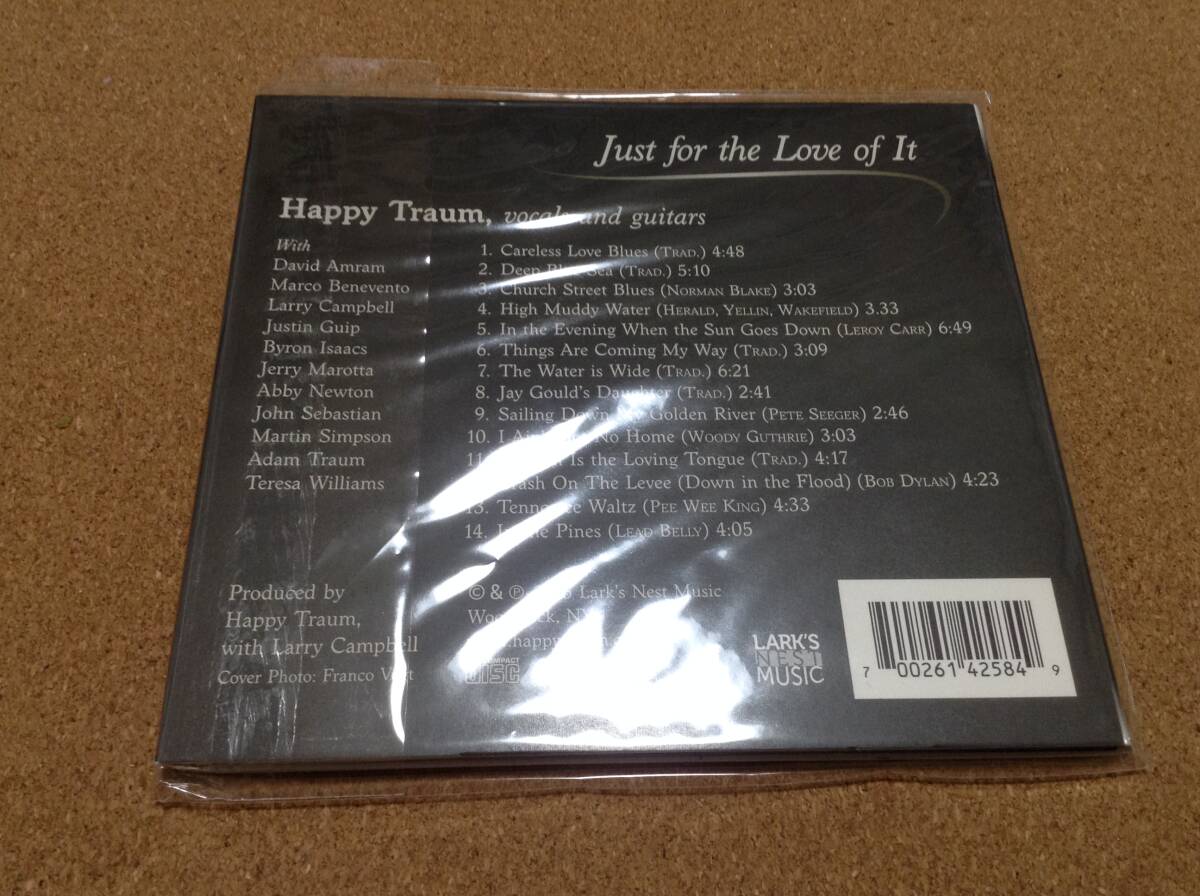 Just for the Love of It
Happy Traum, vocals and guitars
With
David Amram
Marco Benevento
Larry Campbell
Justin Guip
Byron Isaacs
Jerry Marotta
Abby Newton
John Sebastian
Martin Simpson
Adam Traum
Teresa Williams
1. Careless Love Blues (Trad.) 4:48
2. Deep Blue Sea (Trad.) 5:10
3. Church Street Blues (Norman Blake) 3:03
4. High Muddy Water (Herald, Yellin, Wakefield) 3.33
5. In the Evening When the Sun Goes Down (Leroy Carr) 6:49
6. Things Are Coming My Way (Trad.) 3:09
7. The Water is Wide (Trad.) 6:21
8. Jay Gould's Daughter (Trad.) 2:41
9. Sailing Down My Golden River (Pete Seeger) 2:46
10. I Ain't No Home (Woody Guthrie) 3:03
Is the Loving Tongue (Trad.) 4:17
Crash On The Levee (Down in the Flood) (Bob Dylan) 4:23
13. Tennessee Waltz (Pee Wee King) 4:33
14. In the Pines (Lead Belly) 4:05
Produced by
Happy Traum,
with Larry Campbell
Cover Photo: Franco
© & ℗ Lark's Nest Music
Woodstock, NY
COMPACT
DISC
LARK'S
NEST
MUSIC
7 00261 42584 9